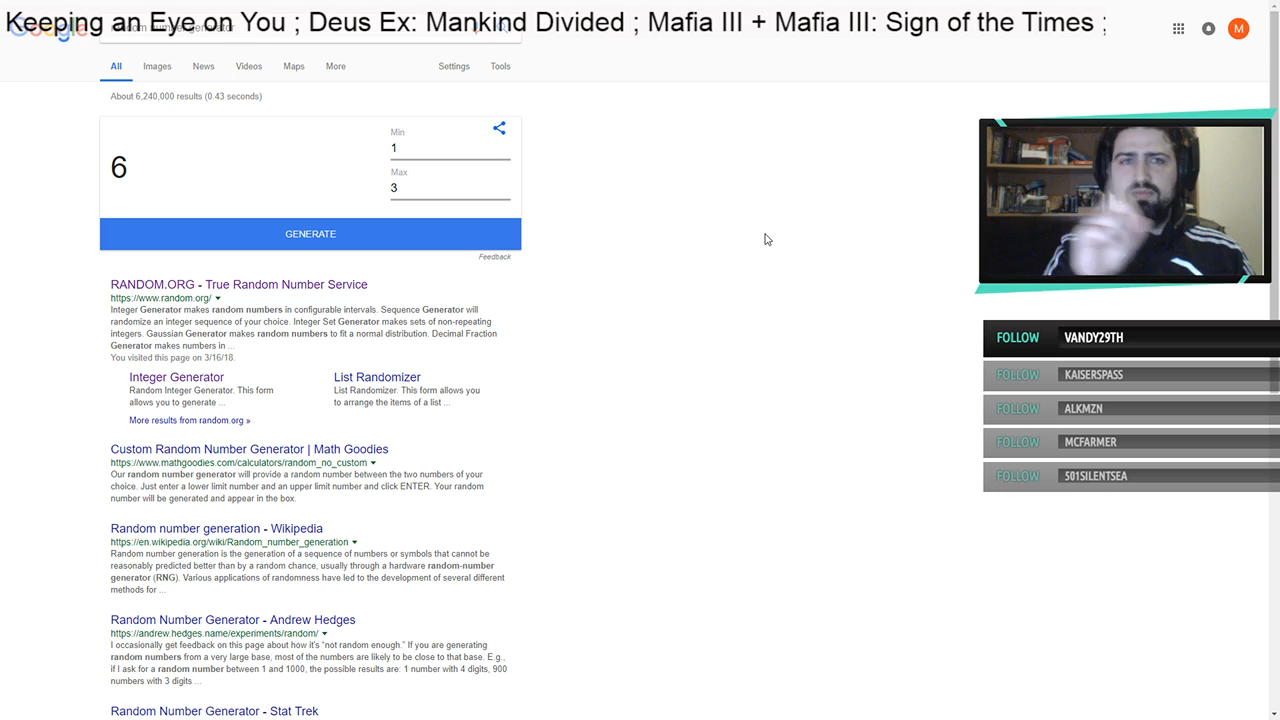 Keeping an Eye on You ; Deus Ex: Mankind Divided ; Mafia III + Mafia III: Sign of the Times ;
Google
random number generator
M
All Images News Videos Maps More Settings Tools
About 6,240,000 results (0.43 seconds)
6
Min
1
Max
3
GENERATE
Feedback
RANDOM.ORG - True Random Number Service
https://www.random.org/
Integer Generator makes random numbers in configurable intervals. Sequence Generator will
randomize an integer sequence of your choice. Integer Set Generator makes sets of non-repeating
integers. Gaussian Generator makes random numbers to fit a normal distribution. Decimal Fraction
Generator makes numbers in ...
You visited this page on 3/16/18.
Integer Generator
Random Integer Generator. This form
allows you to generate ...
List Randomizer
List Randomizer. This form allows you
to arrange the items of a list ...
More results from random.org »
Custom Random Number Generator | Math Goodies
https://www.mathgoodies.com/calculators/random_no_custom
Our random number generator will provide a random number between the two numbers of your
choice. Just enter a lower limit number and an upper limit number and click ENTER. Your random
number will be generated and appear in the box.
Random number generation - Wikipedia
https://en.wikipedia.org/wiki/Random_number_generation
Random number generation is the generation of a sequence of numbers or symbols that cannot be
reasonably predicted better than by a random chance, usually through a hardware random-number
generator (RNG). Various applications of randomness have led to the development of several different
methods for ...
Random Number Generator - Andrew Hedges
https://andrew.hedges.name/experiments/random/
I occasionally get feedback on this page about how it's "not random enough." If you are generating
random numbers from a very large base, most of the numbers are likely to be close to that base. E.g.,
if I ask for a random number between 1 and 1000, the possible results are: 1 number with 4 digits, 900
numbers with 3 digits ...
Random Number Generator - Stat Trek
FOLLOW VANDY29TH
FOLLOW KAISERSPASS
FOLLOW ALKMZN
FOLLOW MCFARMER
FOLLOW 501SILENTSEA